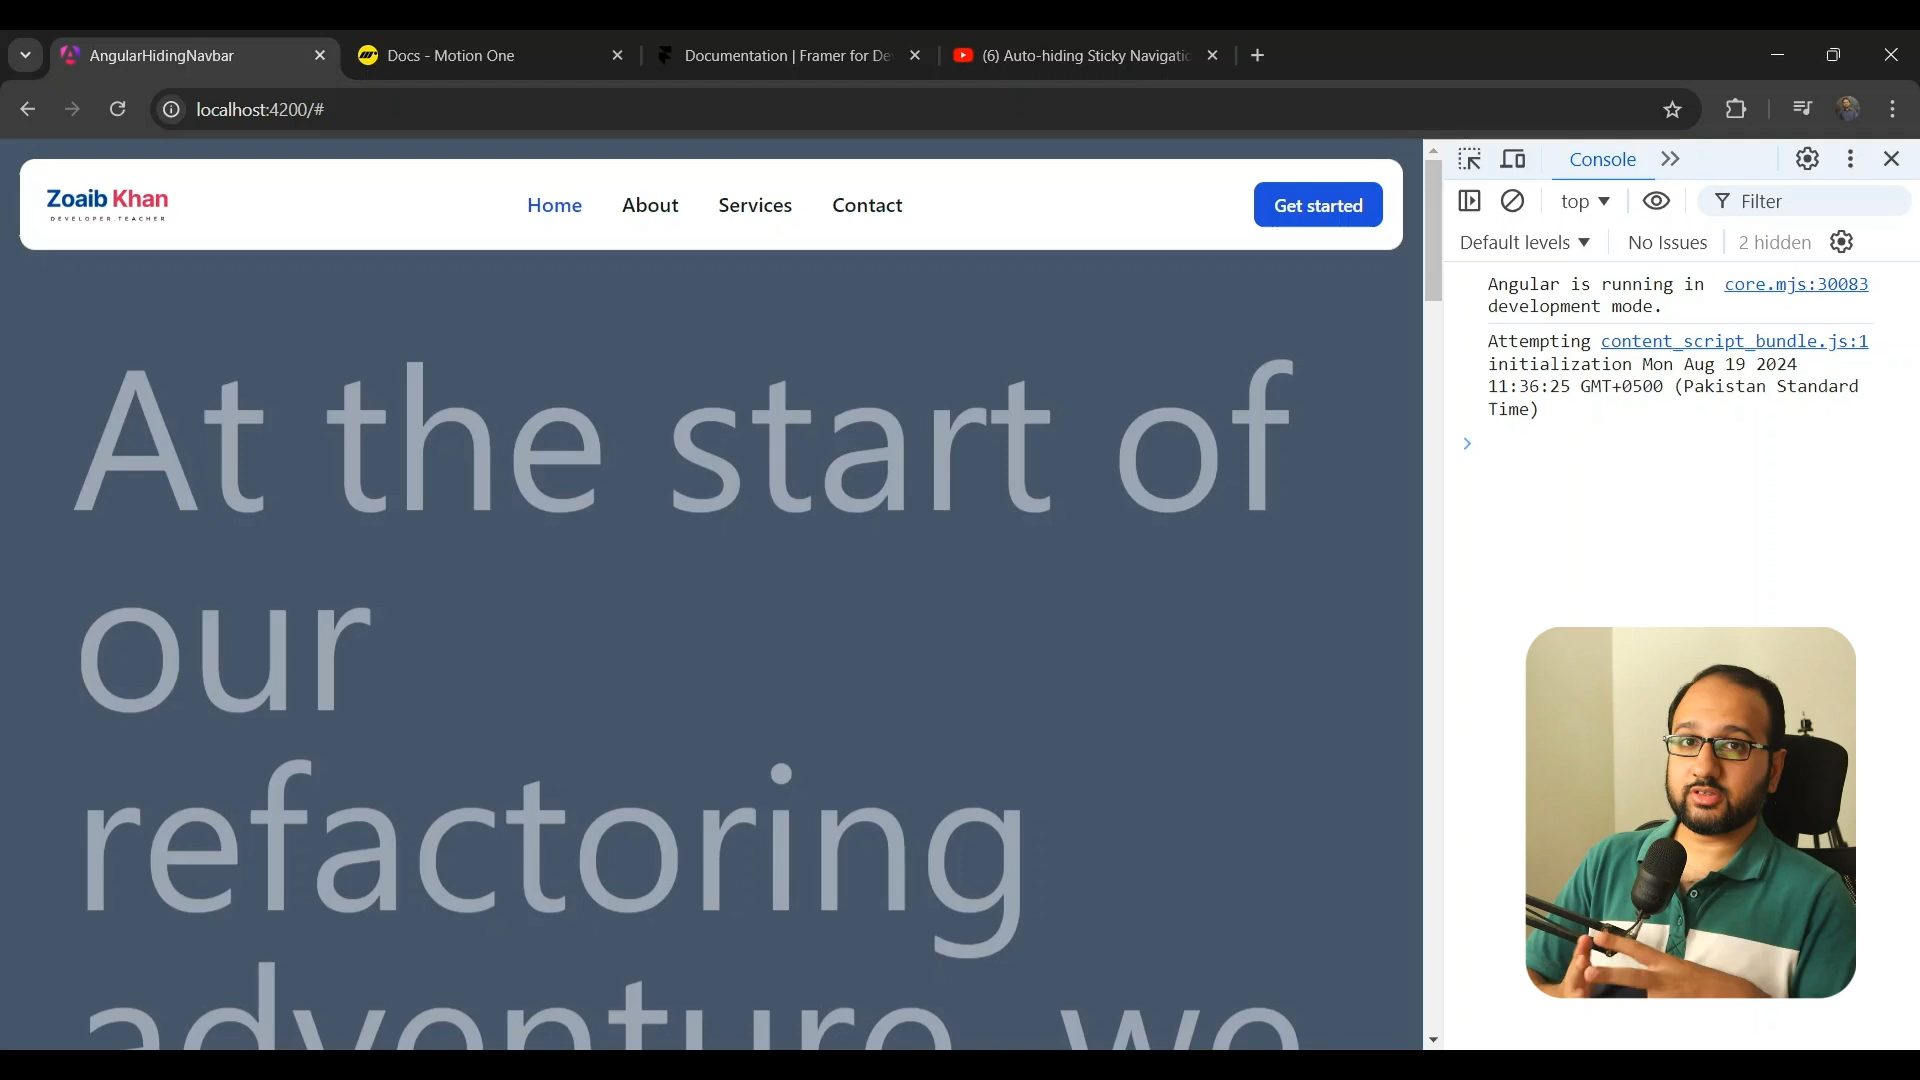 AngularHidingNavbar
Docs - Motion One
Documentation | Framer for De
(6) Auto-hiding Sticky Navigatic
localhost:4200/#
Zoaib Khan
DEVELOPER.TEACHER
Home
About
Services
Contact
Get started
At the start of
our
refactoring
adventure, we
Console
top
Filter
Default levels
No Issues
2 hidden
Angular is running in core.mjs:30083
development mode.
Attempting content_script_bundle.js:1
initialization Mon Aug 19 2024
11:36:25 GMT+0500 (Pakistan Standard
Time)